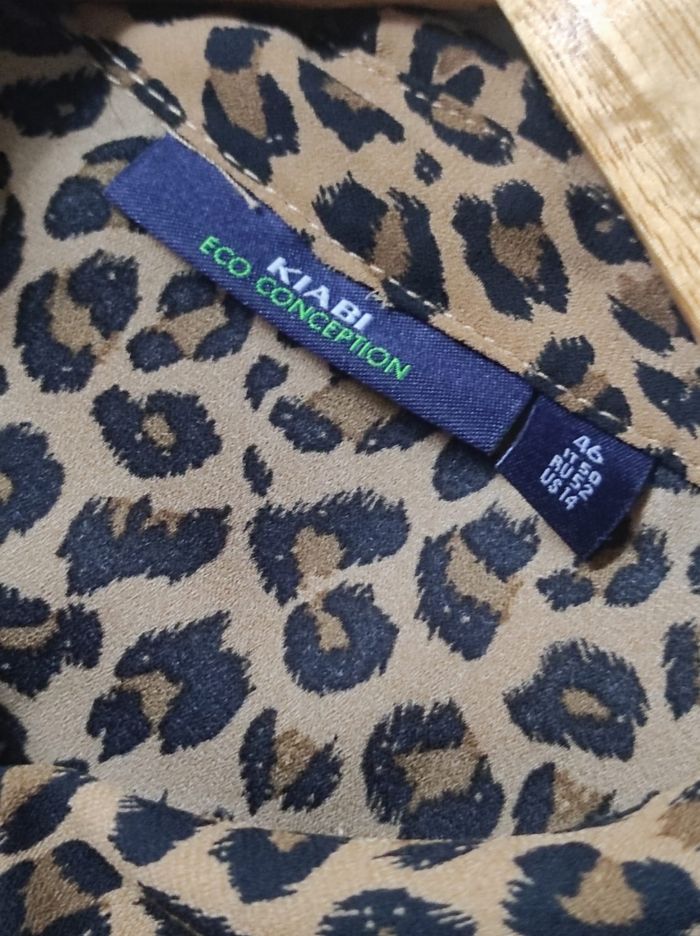 KIABI
ECO-CONCEPTION
46
IT 50
RU 52
US 14